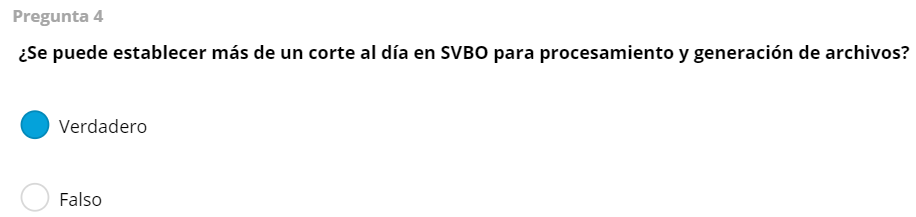 Pregunta 4
¿Se puede establecer más de un corte al día en SVBO para procesamiento y generación de archivos?
Verdadero
Falso